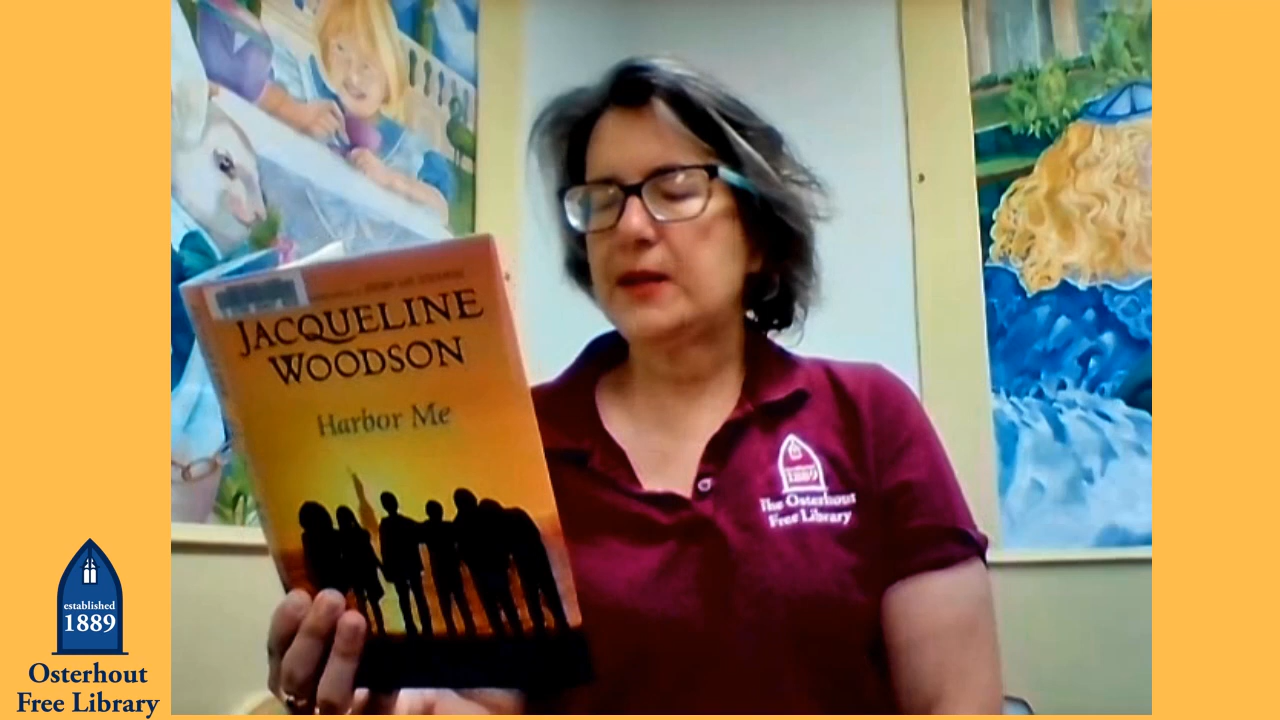 JACQUELINE
WOODSON
Harbor Me
1889
The Osterhout
Free Library
established
1889
Osterhout
Free Library